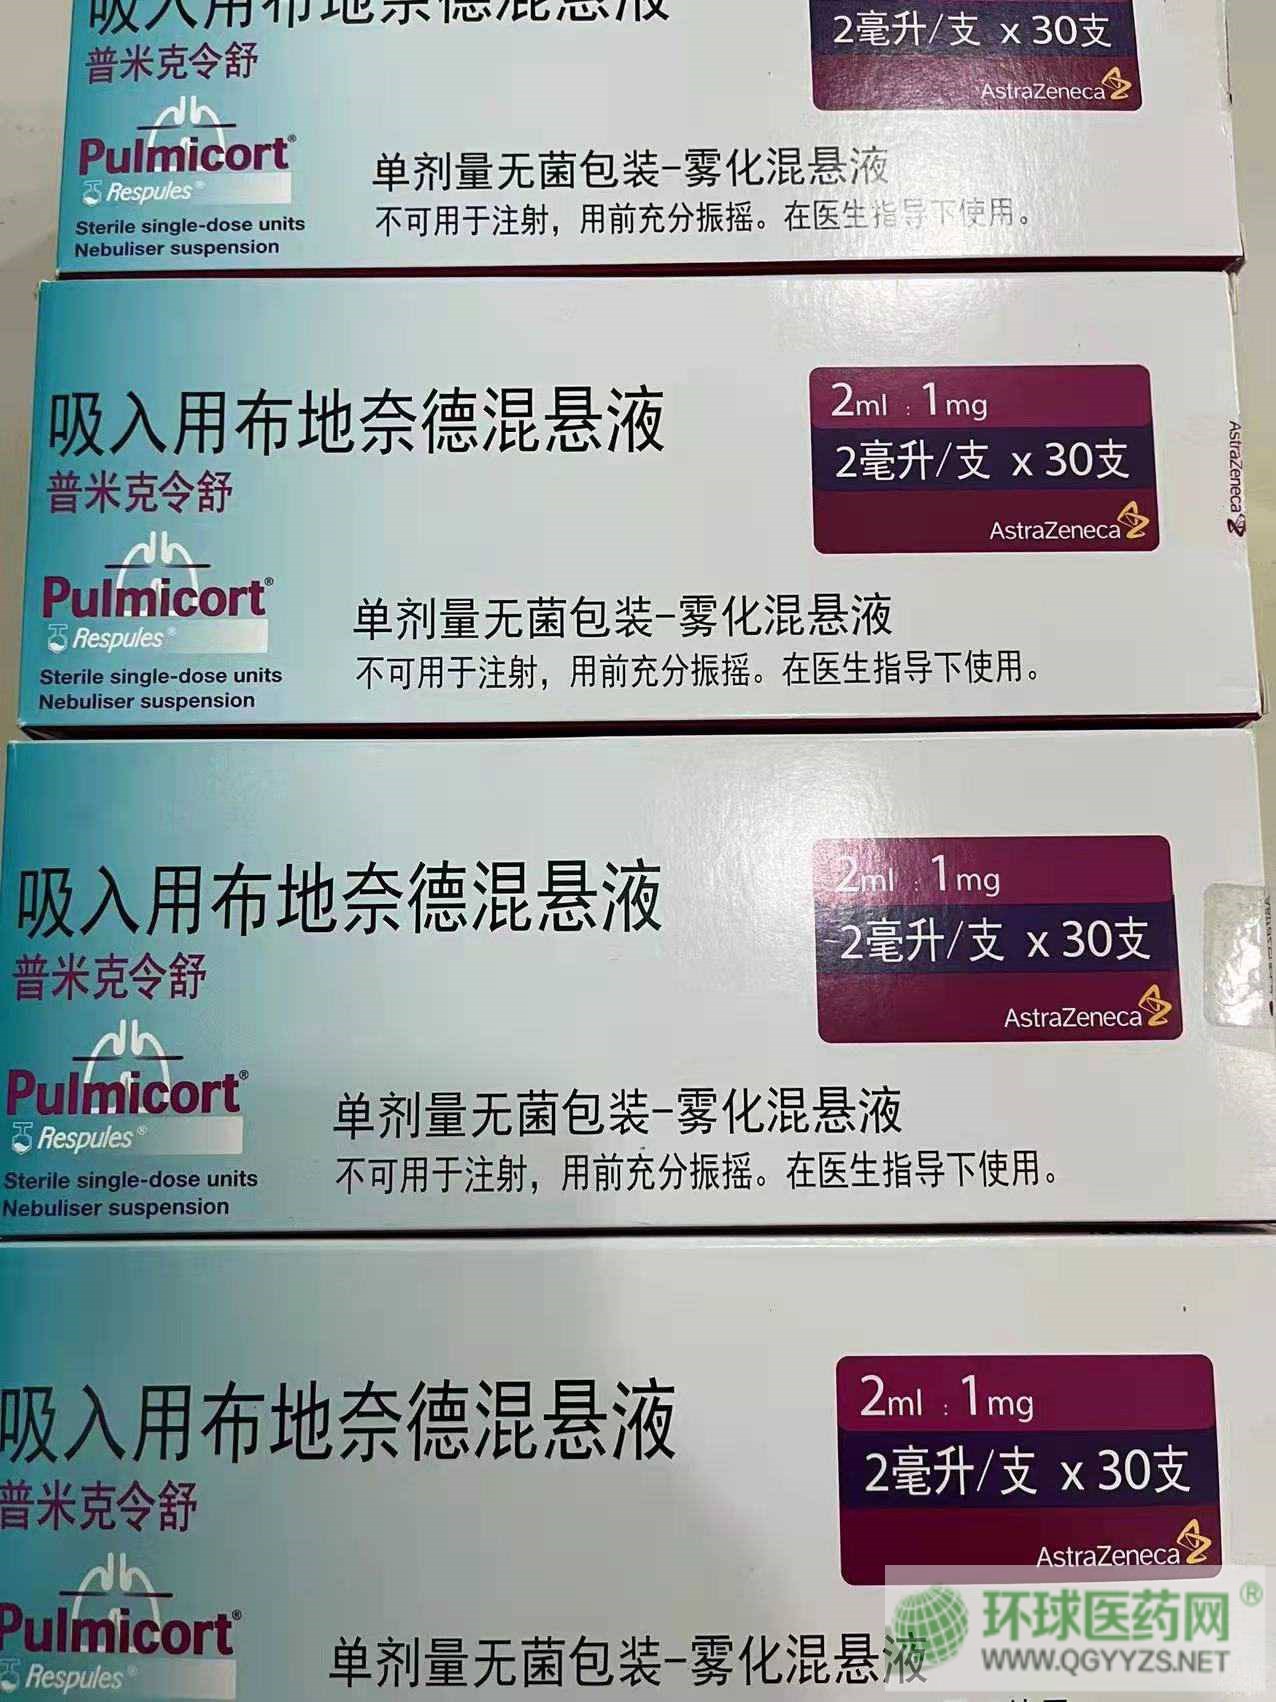 吸入用布地奈德混悬液
普米克令舒
2毫升/支 x 30支
AstraZeneca
Pulmicort®
Respules®
Sterile single-dose units
Nebuliser suspension
单剂量无菌包装-雾化混悬液
不可用于注射，用前充分振摇。在医生指导下使用。
吸入用布地奈德混悬液
普米克令舒
2ml : 1mg
2毫升/支 x 30支
AstraZeneca
AstraZeneca
Pulmicort®
Respules®
Sterile single-dose units
Nebuliser suspension
单剂量无菌包装-雾化混悬液
不可用于注射，用前充分振摇。在医生指导下使用。
吸入用布地奈德混悬液
普米克令舒
2ml : 1mg
2毫升/支 x 30支
AstraZeneca
Pulmicort®
Respules®
Sterile single-dose units
Nebuliser suspension
单剂量无菌包装-雾化混悬液
不可用于注射，用前充分振摇。在医生指导下使用。
吸入用布地奈德混悬液
普米克令舒
2ml : 1mg
2毫升/支 x 30支
AstraZeneca
Pulmicort®
Respules®
单剂量无菌包装-雾化混悬液
环球医药网®
WWW.QGYYZS.NET